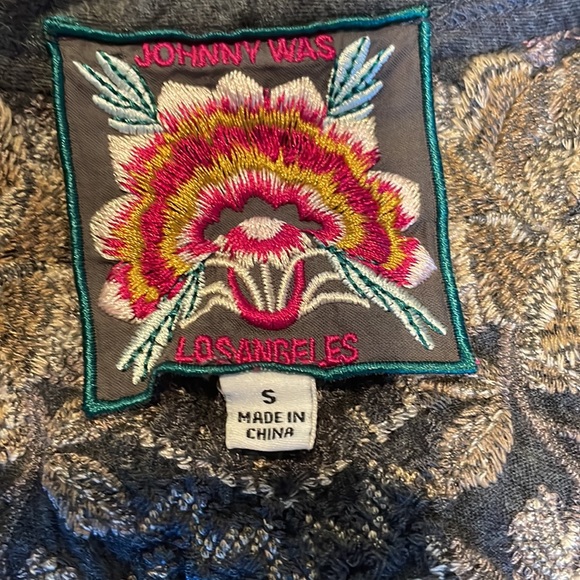 JOHNNY WAS
LOS ANGELES
S
MADE IN
CHINA